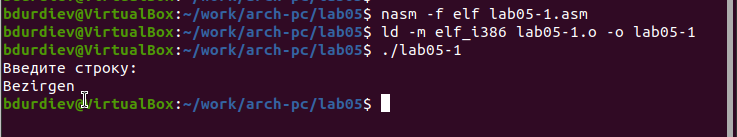 bdurdiev@VirtualBox:~/work/arch-pc/lab05$ nasm -f elf lab05-1.asm
bdurdiev@VirtualBox:~/work/arch-pc/lab05$ ld -m elf_i386 lab05-1.o -o lab05-1
bdurdiev@VirtualBox:~/work/arch-pc/lab05$ ./lab05-1
Введите строку:
Bezirgen
bdurdiev@VirtualBox:~/work/arch-pc/lab05$